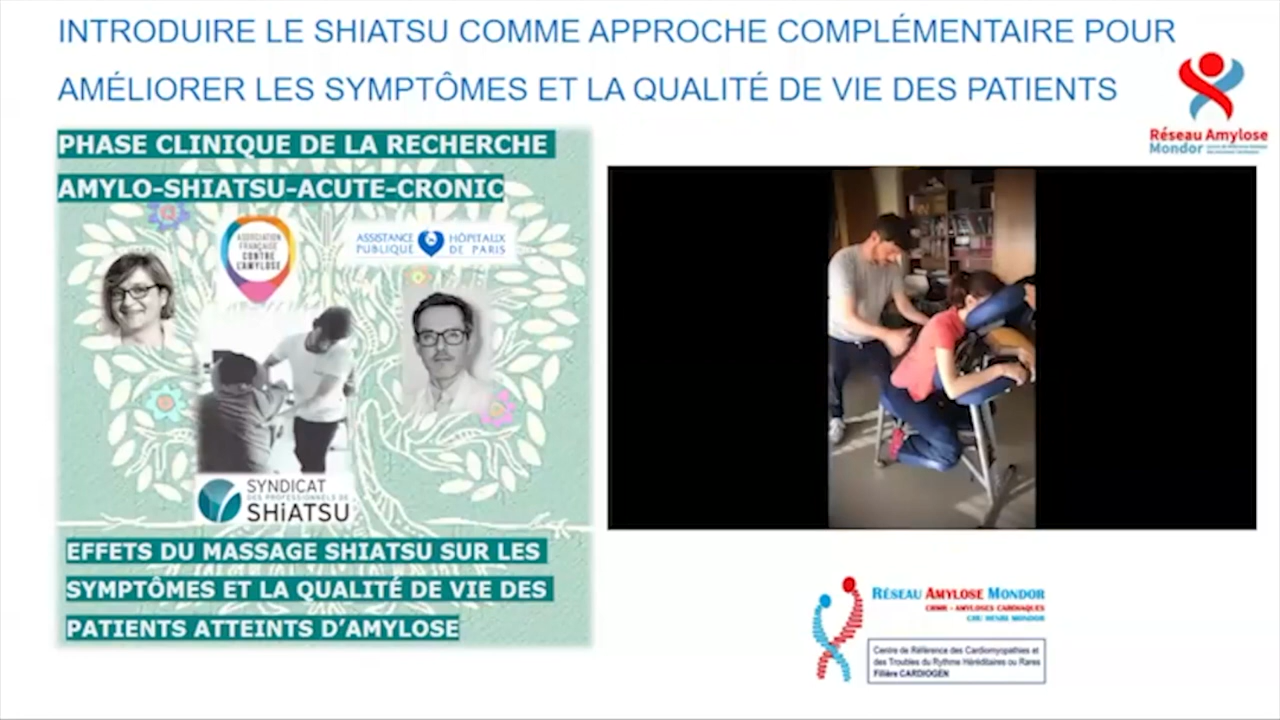 INTRODUIRE LE SHIATSU COMME APPROCHE COMPLÉMENTAIRE POUR
AMÉLIORER LES SYMPTÔMES ET LA QUALITÉ DE VIE DES PATIENTS
Réseau Amylose
Mondor
PHASE CLINIQUE DE LA RECHERCHE
AMYLO-SHIATSU-ACUTE-CRONIC
ASSOCIATION
FRANÇAISE
CONTRE
L'AMYLOSE
ASSISTANCE PUBLIQUE
HÔPITAUX DE PARIS
SYNDICAT
DES PROFESSIONNELS DE
SHiATSU
EFFETS DU MASSAGE SHIATSU SUR LES
SYMPTÔMES ET LA QUALITÉ DE VIE DES
PATIENTS ATTEINTS D'AMYLOSE
RÉSEAU AMYLOSE MONDOR
CRMR - AMYLOSES CARDIAQUES
CHU HENRI MONDOR
Centre de Référence des Cardiomyopathies et
des Troubles du Rythme Héréditaires ou Rares
Filière CARDIOGEN